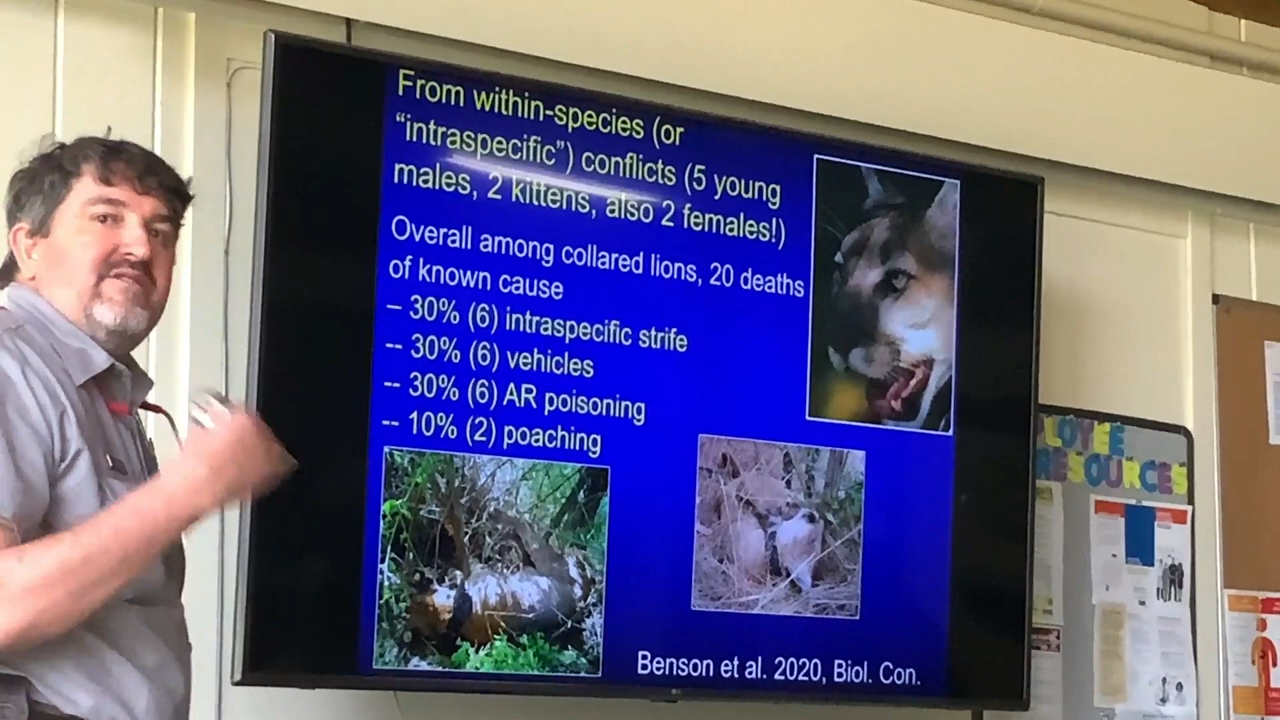 From within-species (or
“intraspecific”) conflicts (5 young
males, 2 kittens, also 2 females!)
Overall among collared lions, 20 deaths
of known cause
– 30% (6) intraspecific strife
-- 30% (6) vehicles
-- 30% (6) AR poisoning
-- 10% (2) poaching
Benson et al. 2020, Biol. Con.
LOYEE
RESOURCES
LG